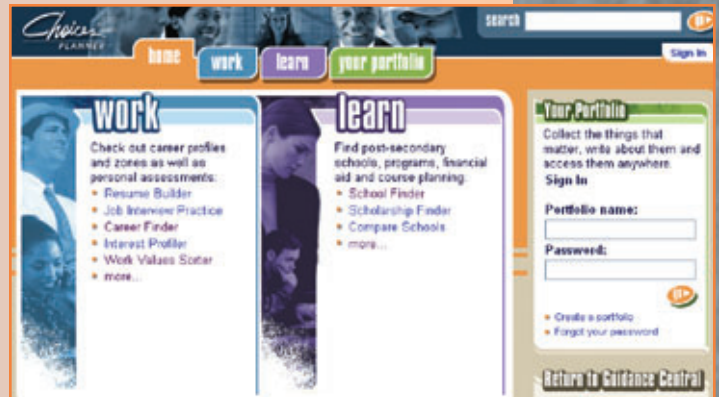 Choices
PLANNER
search
home
work
learn
your portfolio
Sign In
work
Check out career profiles
and zones as well as
personal assessments:
Resume Builder
Job Interview Practice
Career Finder
Interest Profiler
Work Values Sorter
more...
learn
Find post-secondary
schools, programs, financial
aid and course planning:
School Finder
Scholarship Finder
Compare Schools
more...
Your Portfolio
Collect the things that
matter, write about them and
access them anywhere.
Sign In
Portfolio name:
Password:
Create a portfolio
Forgot your password
Return to Guidance Central